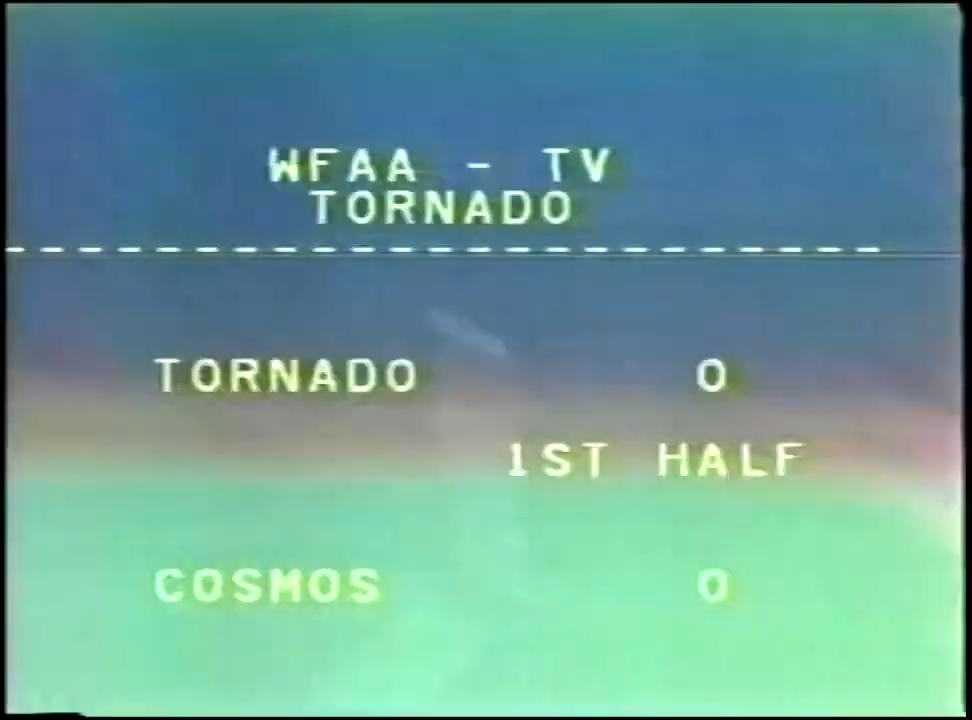 WFAA - TV
TORNADO
TORNADO 0
1ST HALF
COSMOS 0